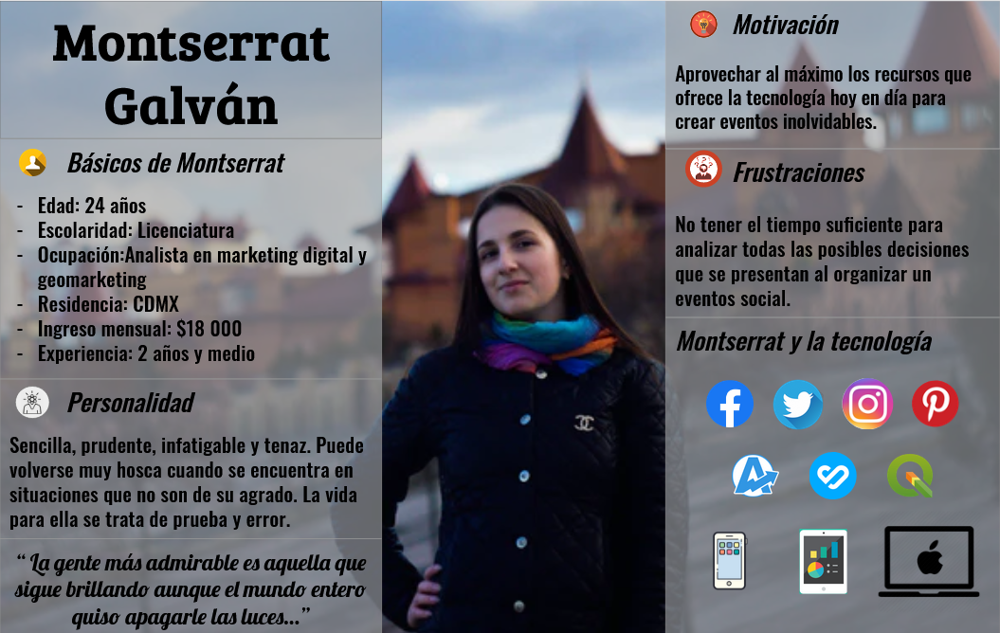 Montserrat
Galván
Básicos de Montserrat
- Edad: 24 años
- Escolaridad: Licenciatura
- Ocupación:Analista en marketing digital y
geomarketing
- Residencia: CDMX
- Ingreso mensual: $18 000
- Experiencia: 2 años y medio
Personalidad
Sencilla, prudente, infatigable y tenaz. Puede
volverse muy hosca cuando se encuentra en
situaciones que no son de su agrado. La vida
para ella se trata de prueba y error.
“ La gente más admirable es aquella que
sigue brillando aunque el mundo entero
quiso apagarle las luces...”
Motivación
Aprovechar al máximo los recursos que
ofrece la tecnología hoy en día para
crear eventos inolvidables.
Frustraciones
No tener el tiempo suficiente para
analizar todas las posibles decisiones
que se presentan al organizar un
eventos social.
Montserrat y la tecnología